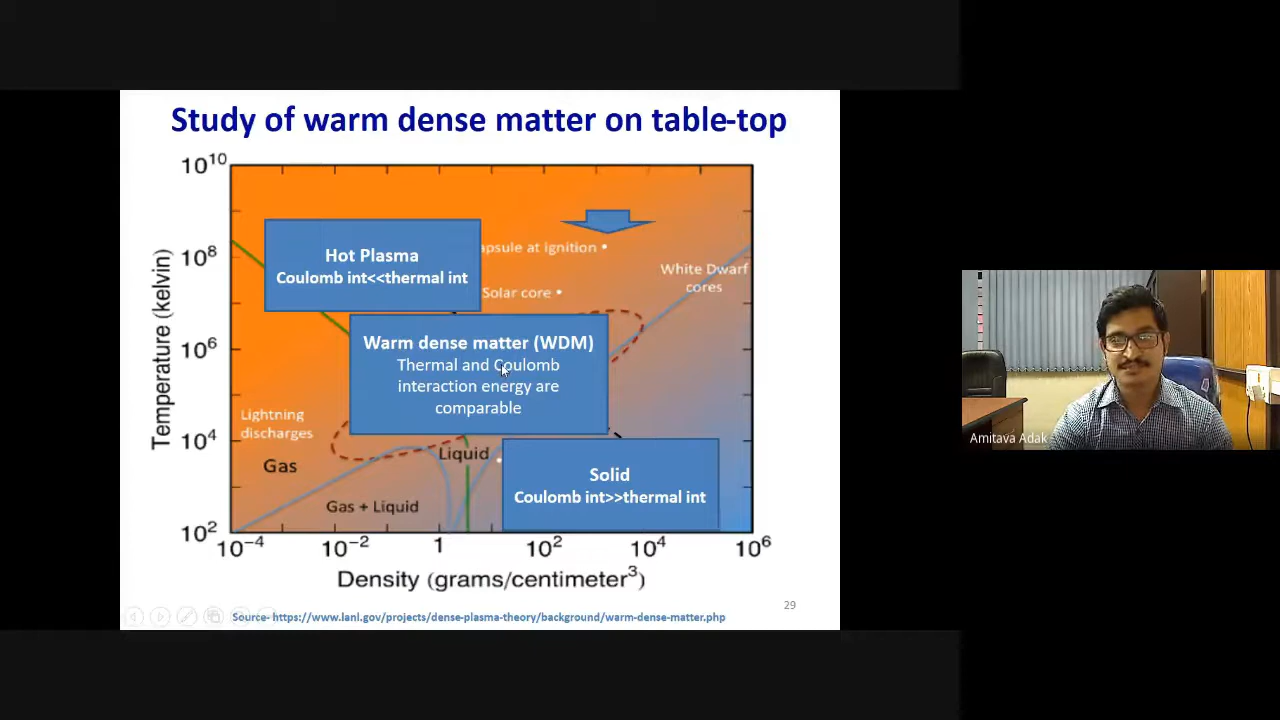 Study of warm dense matter on table-top
10¹⁰
10⁸
10⁶
10⁴
10²
Temperature (kelvin)
Hot Plasma
Coulomb int<<thermal int
apsule at ignition
Solar core
White Dwarf
cores
Warm dense matter (WDM)
Thermal and Coulomb
interaction energy are
comparable
Lightning
discharges
Gas
Liquid
Gas + Liquid
Solid
Coulomb int>>thermal int
10⁻⁴ 10⁻² 1 10² 10⁴ 10⁶
Density (grams/centimeter³)
29
Source- https://www.lanl.gov/projects/dense-plasma-theory/background/warm-dense-matter.php
Amitava Adak